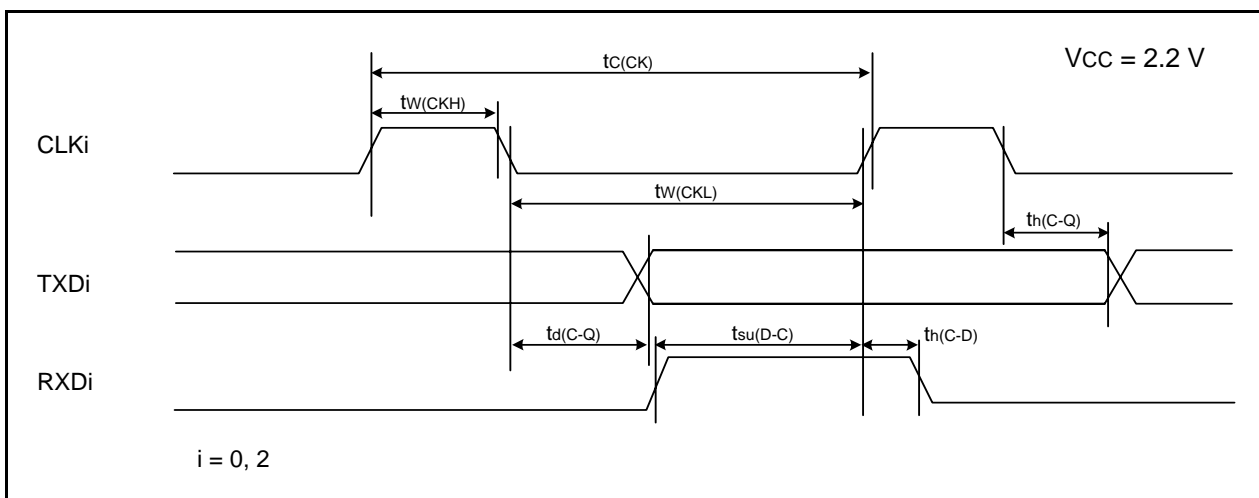 tC(CK)
VCC = 2.2 V
tW(CKH)
CLKi
tW(CKL)
th(C-Q)
TXDi
td(C-Q)
tsu(D-C)
th(C-D)
RXDi
i = 0, 2